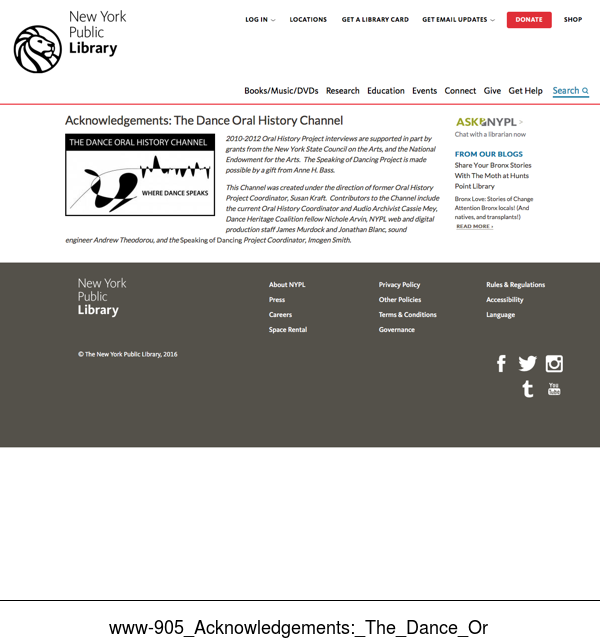 New York
Public
Library
LOG IN
LOCATIONS
GET A LIBRARY CARD
GET EMAIL UPDATES
DONATE
SHOP
Books/Music/DVDs
Research
Education
Events
Connect
Give
Get Help
Search
Acknowledgements: The Dance Oral History Channel
THE DANCE ORAL HISTORY CHANNEL
WHERE DANCE SPEAKS
2010-2012 Oral History Project interviews are supported in part by
grants from the New York State Council on the Arts, and the National
Endowment for the Arts. The Speaking of Dancing Project is made
possible by a gift from Anne H. Bass.
This Channel was created under the direction of former Oral History
Project Coordinator, Susan Kraft. Contributors to the Channel include
the current Oral History Coordinator and Audio Archivist Cassie Mey,
Dance Heritage Coalition fellow Nichole Arvin, NYPL web and digital
production staff James Murdock and Jonathan Blanc, sound
engineer Andrew Theodorou, and the Speaking of Dancing Project Coordinator, Imogen Smith.
ASK NYPL >
Chat with a librarian now
FROM OUR BLOGS
Share Your Bronx Stories
With The Moth at Hunts
Point Library
Bronx Love: Stories of Change
Attention Bronx locals! (And
natives, and transplants!)
READ MORE ›
New York
Public
Library
About NYPL
Press
Careers
Space Rental
Privacy Policy
Other Policies
Terms & Conditions
Governance
Rules & Regulations
Accessibility
Language
© The New York Public Library, 2016
You
Tube
www-905_Acknowledgements:_The_Dance_Or